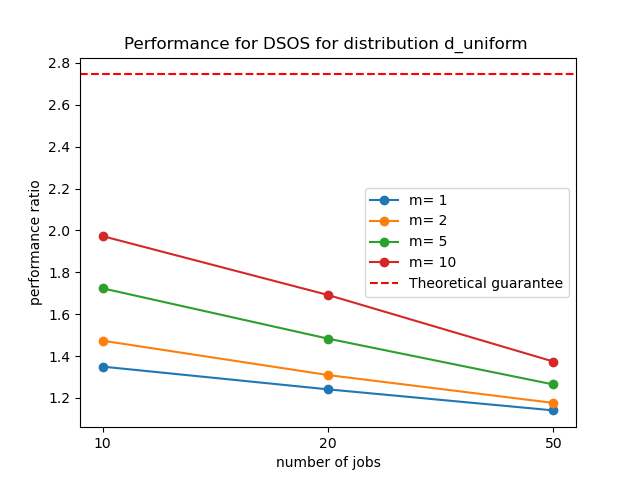 Performance for DSOS for distribution d_uniform
2.8
2.6
2.4
2.2
2.0
1.8
1.6
1.4
1.2
performance ratio
m= 1
m= 2
m= 5
m= 10
Theoretical guarantee
10
20
50
number of jobs